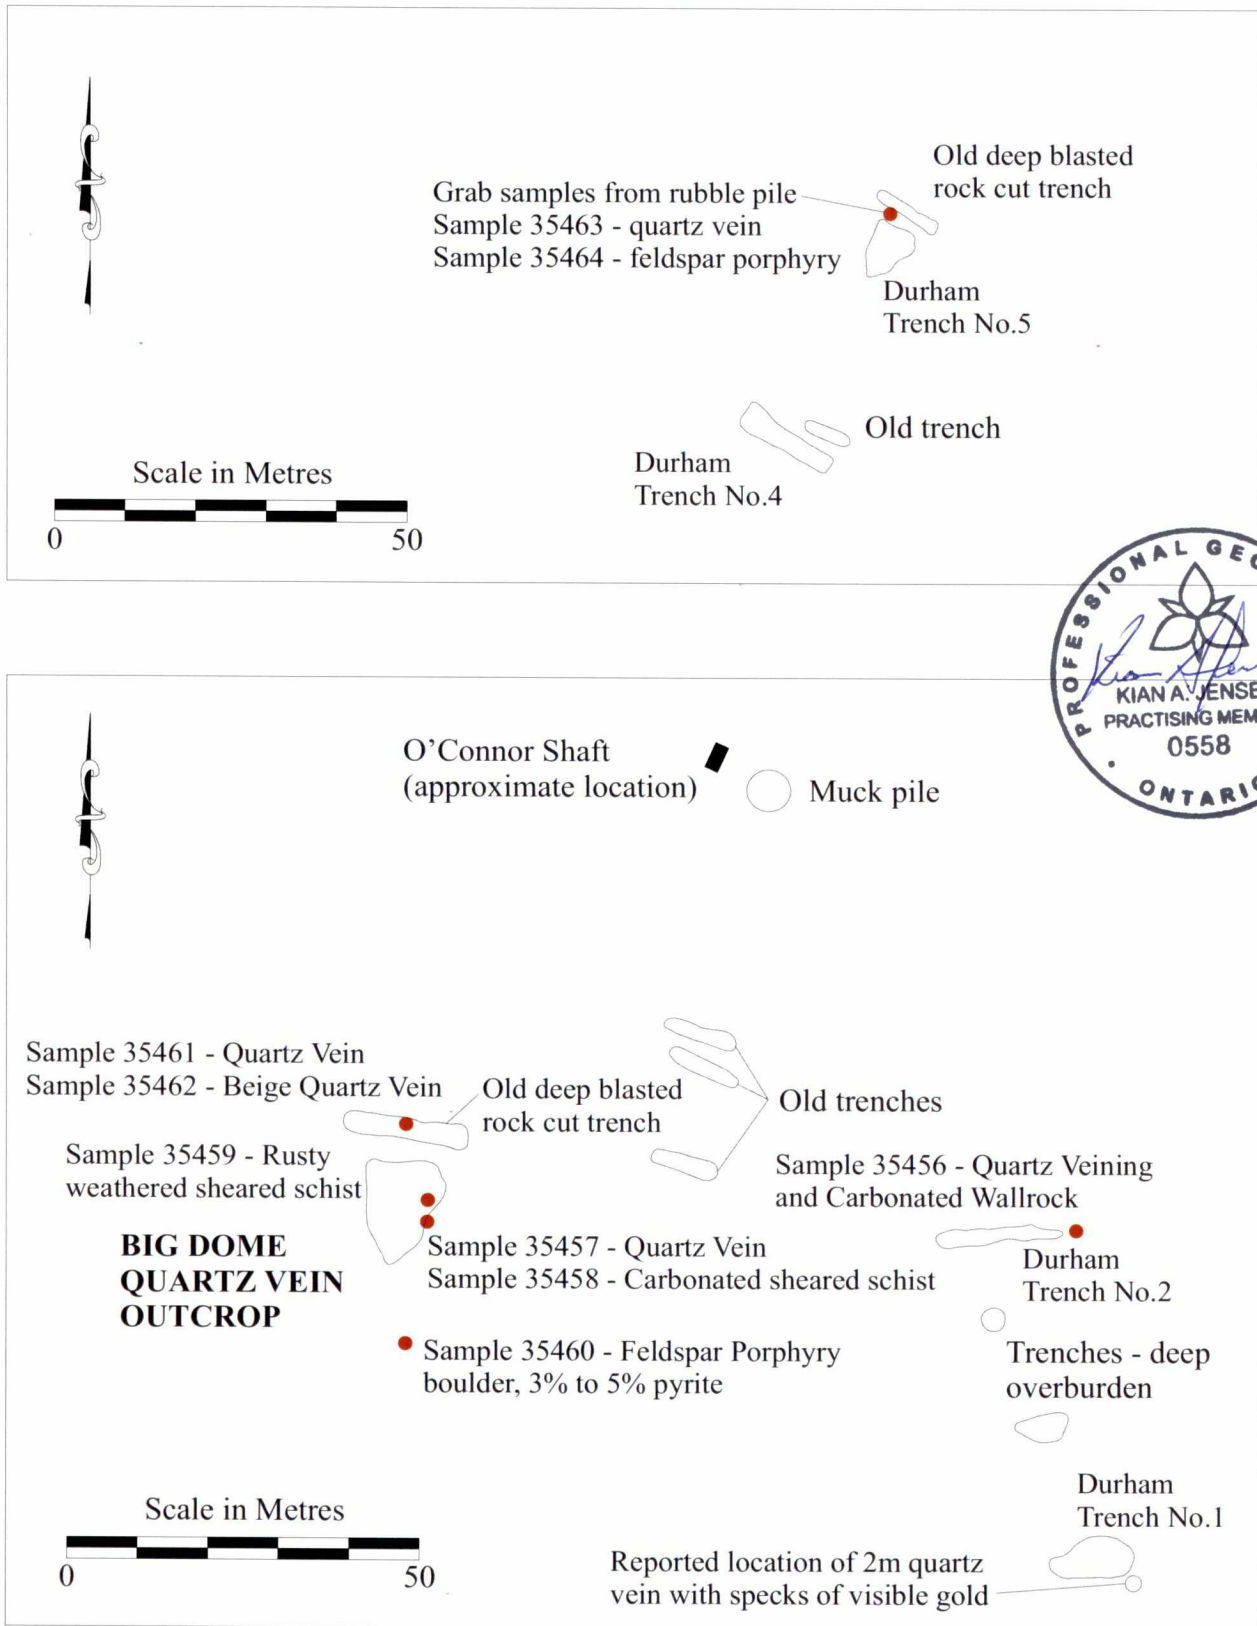 Old deep blasted
rock cut trench
Grab samples from rubble pile
Sample 35463 - quartz vein
Sample 35464 - feldspar porphyry
Durham
Trench No.5
Old trench
Durham
Trench No.4
Scale in Metres
0 50
PROFESSIONAL GEO
KIAN A. JENSE
PRACTISING MEM
0558
ONTARIO
O’Connor Shaft
(approximate location)
Muck pile
Sample 35461 - Quartz Vein
Sample 35462 - Beige Quartz Vein
Old deep blasted
rock cut trench
Old trenches
Sample 35459 - Rusty
weathered sheared schist
Sample 35456 - Quartz Veining
and Carbonated Wallrock
BIG DOME
QUARTZ VEIN
OUTCROP
Sample 35457 - Quartz Vein
Sample 35458 - Carbonated sheared schist
Durham
Trench No.2
Sample 35460 - Feldspar Porphyry
boulder, 3% to 5% pyrite
Trenches - deep
overburden
Durham
Trench No.1
Scale in Metres
0 50
Reported location of 2m quartz
vein with specks of visible gold